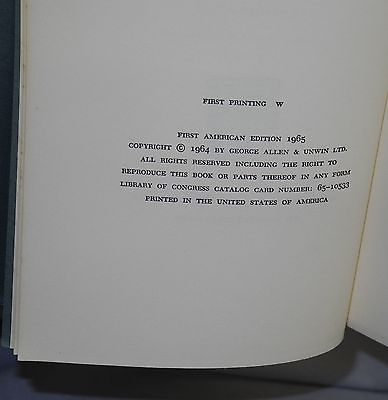 FIRST PRINTING W
FIRST AMERICAN EDITION 1965
COPYRIGHT © 1964 BY GEORGE ALLEN & UNWIN LTD.
ALL RIGHTS RESERVED INCLUDING THE RIGHT TO
REPRODUCE THIS BOOK OR PARTS THEREOF IN ANY FORM
LIBRARY OF CONGRESS CATALOG CARD NUMBER: 65-10533
PRINTED IN THE UNITED STATES OF AMERICA